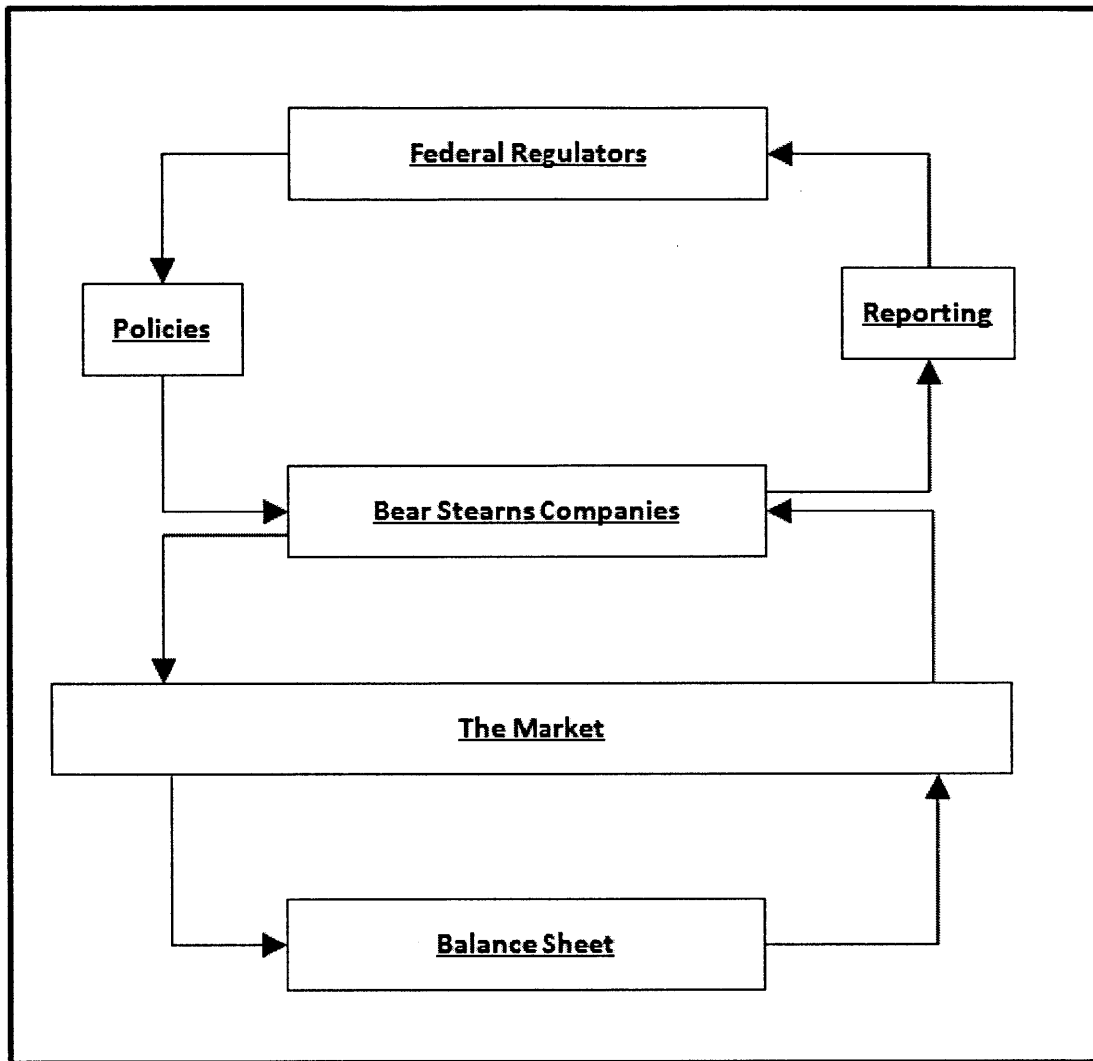 Federal Regulators
Policies
Reporting
Bear Stearns Companies
The Market
Balance Sheet